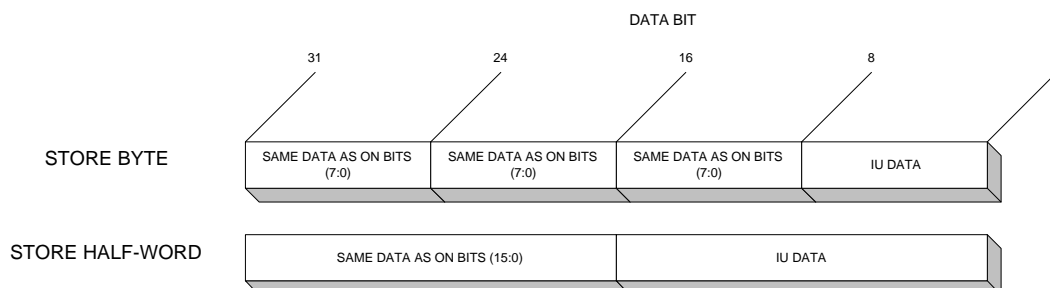 DATA BIT
31 24 16 8
STORE BYTE
SAME DATA AS ON BITS
(7:0)
SAME DATA AS ON BITS
(7:0)
SAME DATA AS ON BITS
(7:0)
IU DATA
STORE HALF-WORD
SAME DATA AS ON BITS (15:0)
IU DATA